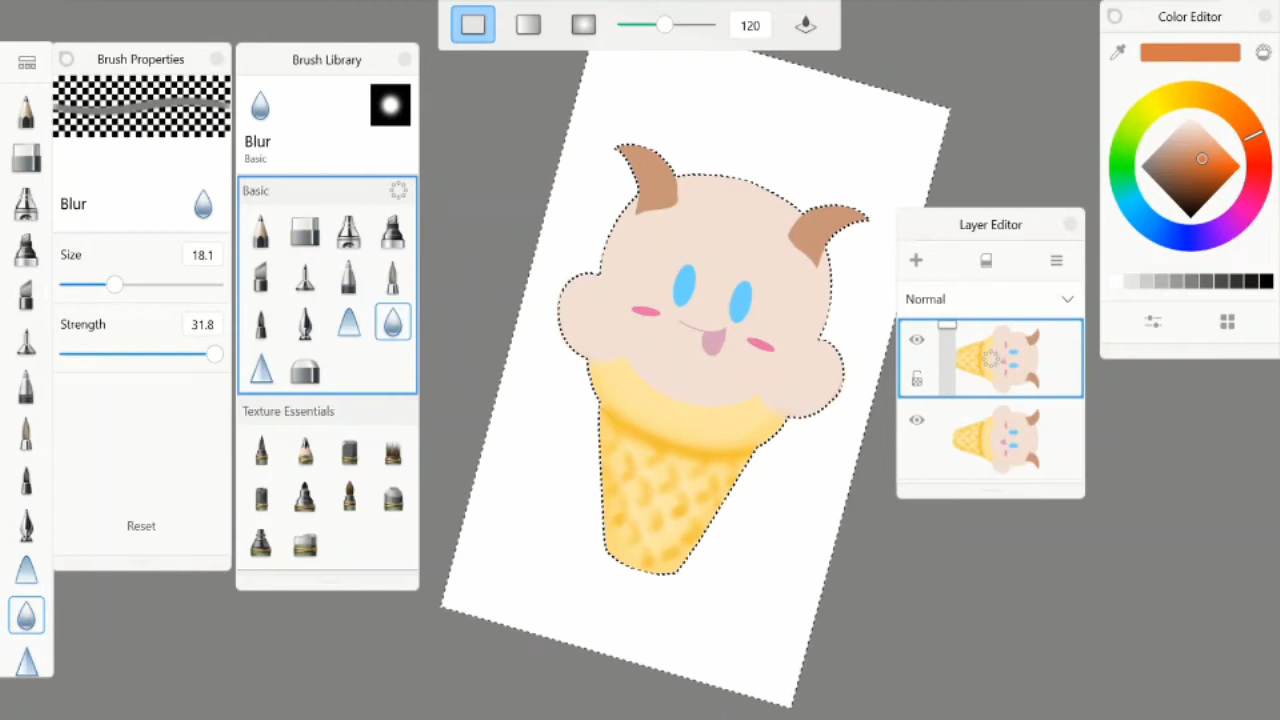 120
Brush Properties
Blur
Size
18.1
Strength
31.8
Reset
Brush Library
Blur
Basic
Basic
Texture Essentials
Layer Editor
Normal
Color Editor